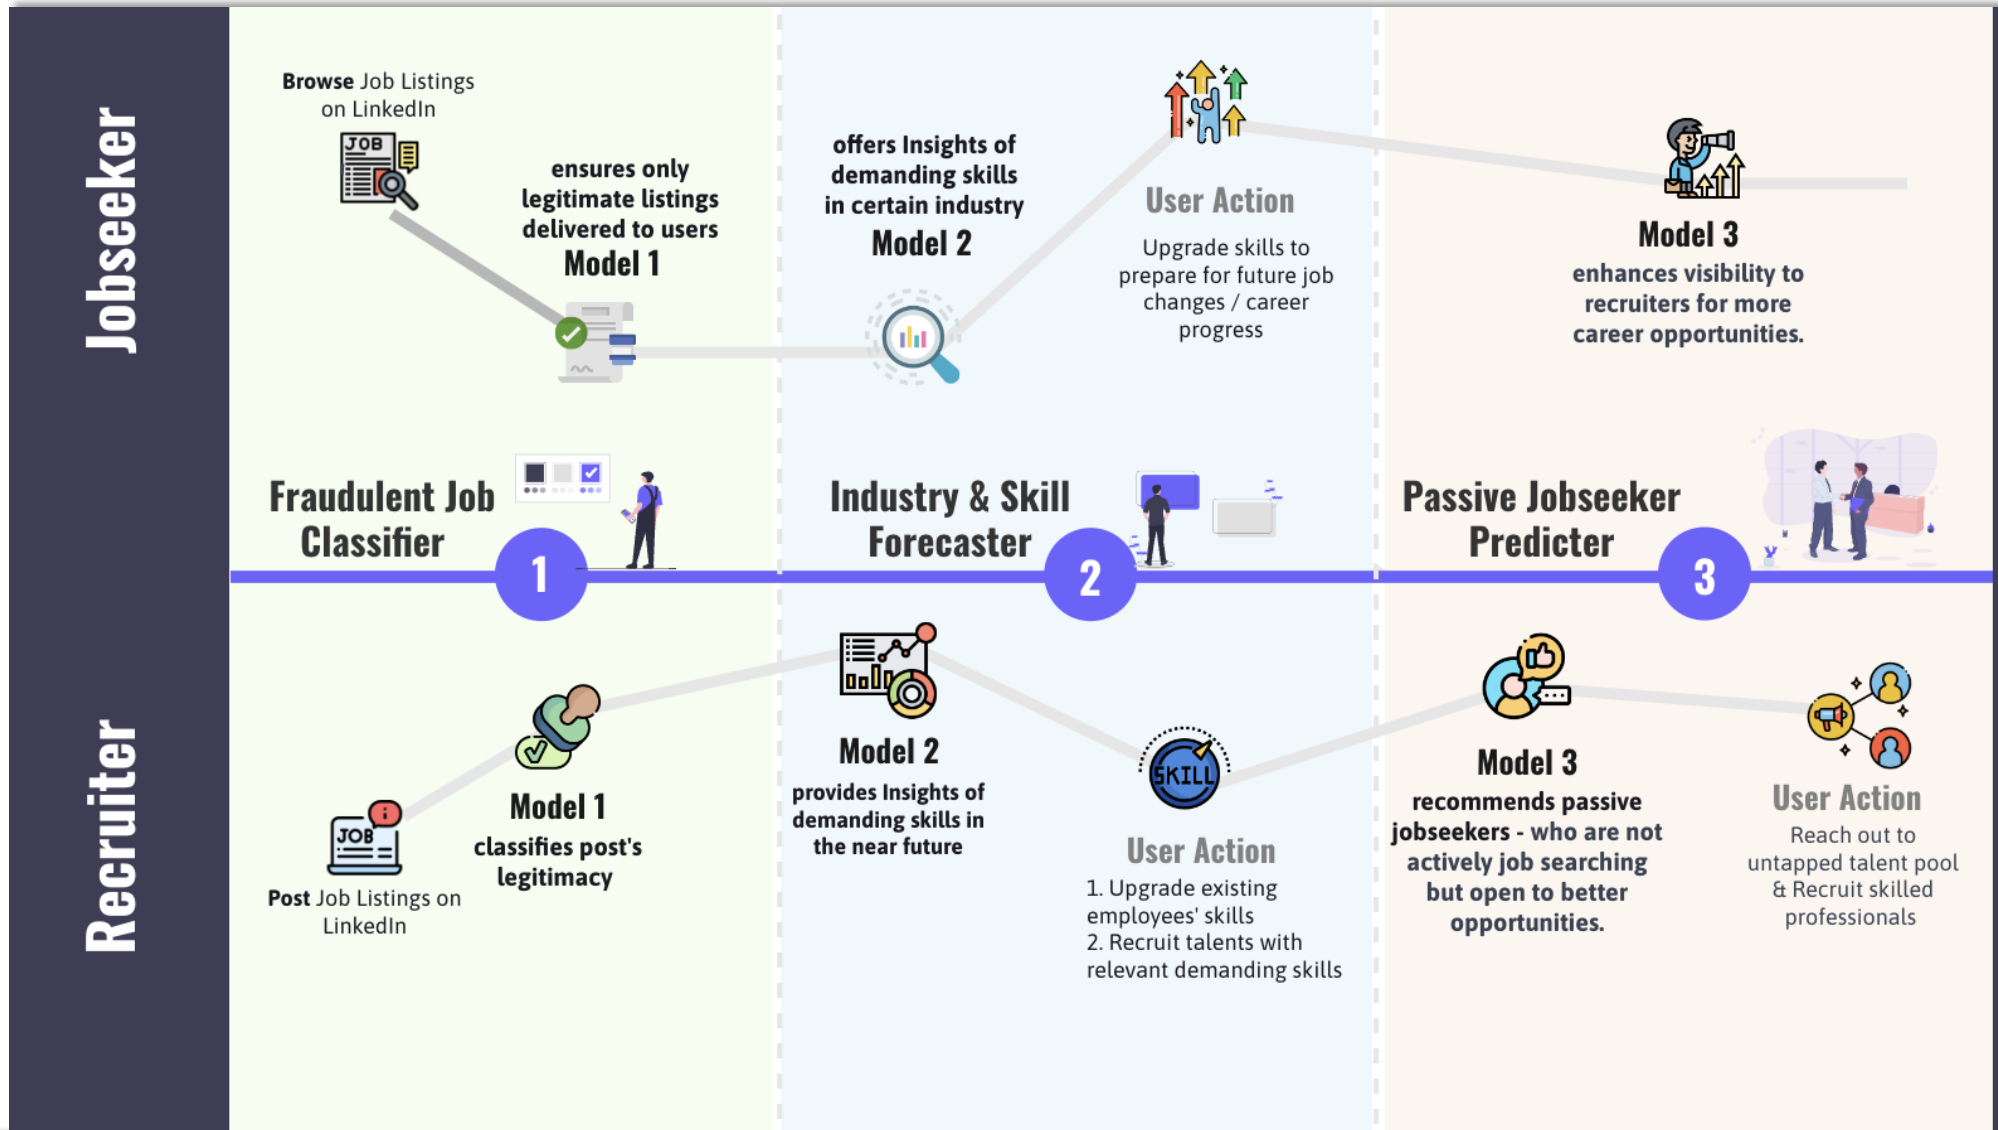 Jobseeker
Browse Job Listings
on LinkedIn
JOB
ensures only
legitimate listings
delivered to users
Model 1
offers Insights of
demanding skills
in certain industry
Model 2
User Action
Upgrade skills to
prepare for future job
changes / career
progress
Model 3
enhances visibility to
recruiters for more
career opportunities.
Fraudulent Job
Classifier
1
Industry & Skill
Forecaster
2
Passive Jobseeker
Predicter
3
Recruiter
JOB
Post Job Listings on
LinkedIn
Model 1
classifies post's
legitimacy
Model 2
provides Insights of
demanding skills in
the near future
SKILL
User Action
1. Upgrade existing
employees' skills
2. Recruit talents with
relevant demanding skills
Model 3
recommends passive
jobseekers - who are not
actively job searching
but open to better
opportunities.
User Action
Reach out to
untapped talent pool
& Recruit skilled
professionals